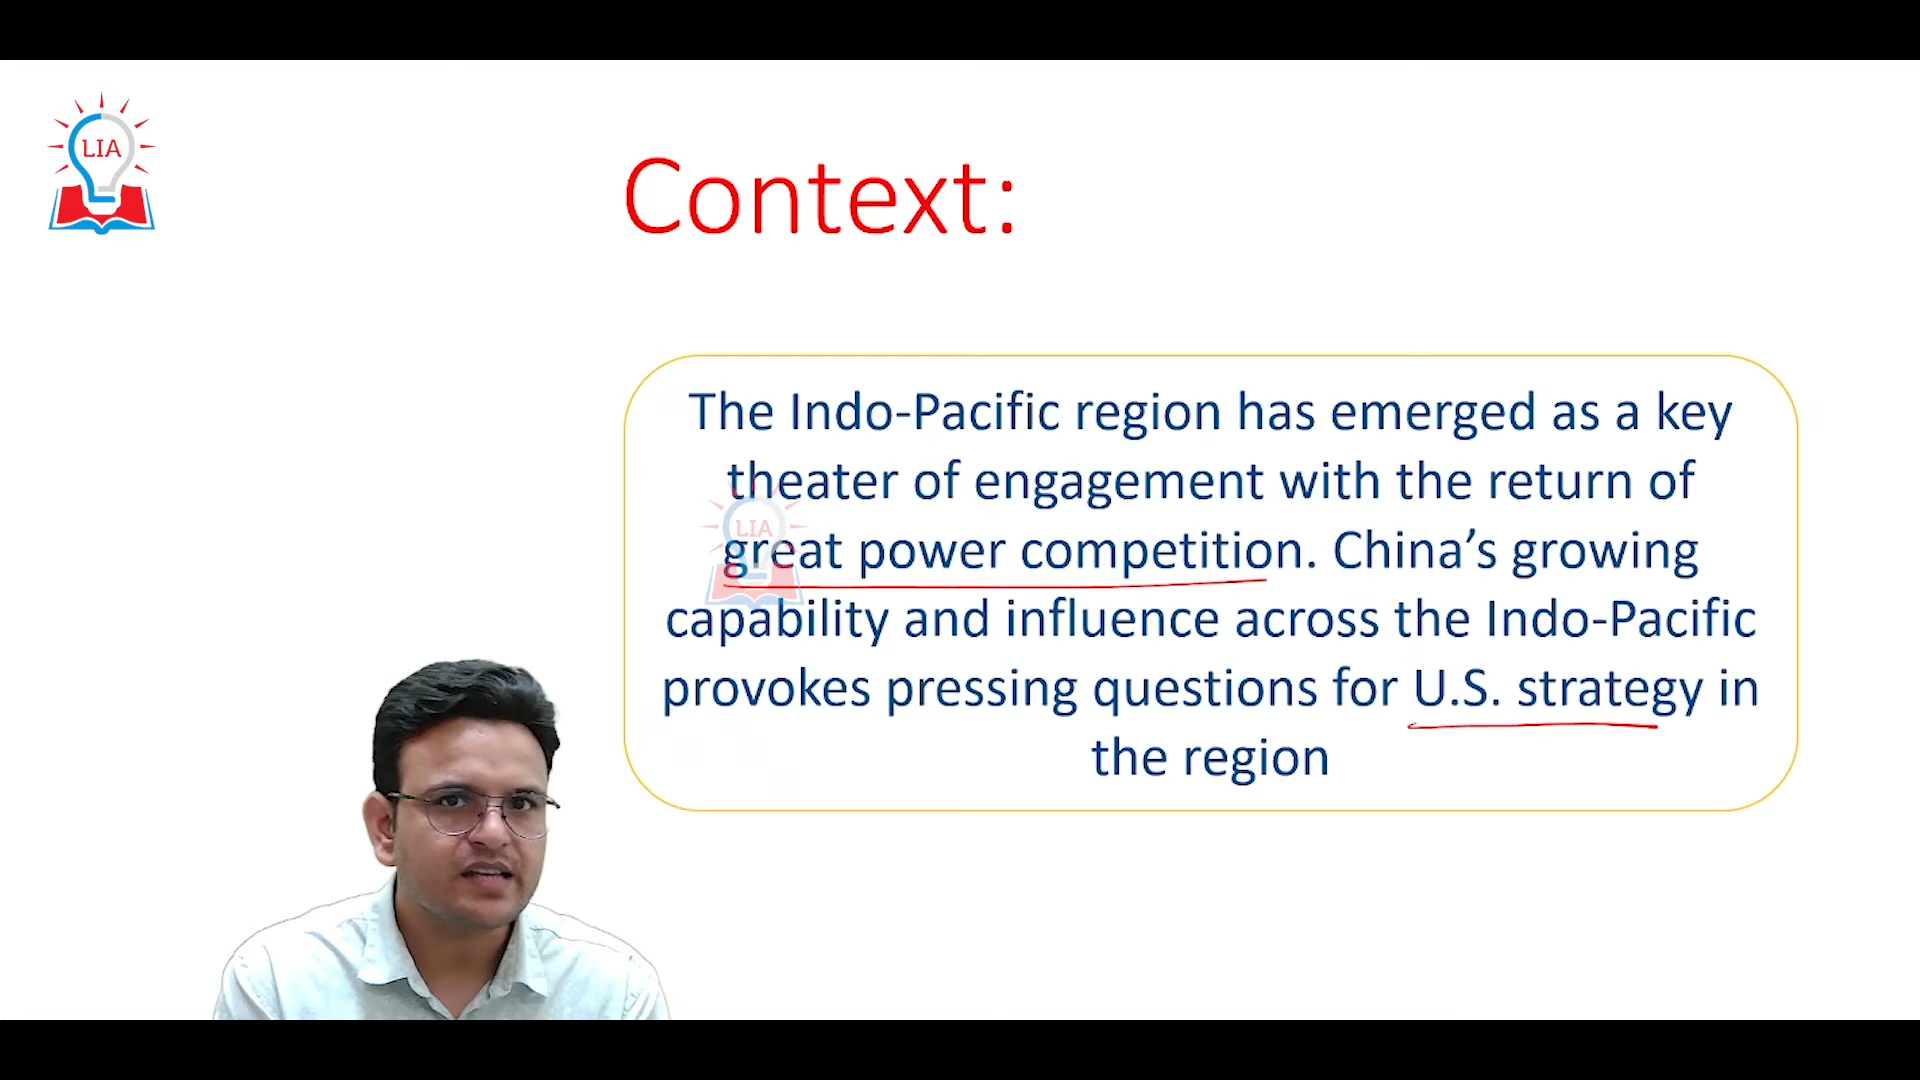 LIA
Context:
The Indo-Pacific region has emerged as a key
theater of engagement with the return of
LIA
great power competition. China’s growing
capability and influence across the Indo-Pacific
provokes pressing questions for U.S. strategy in
the region